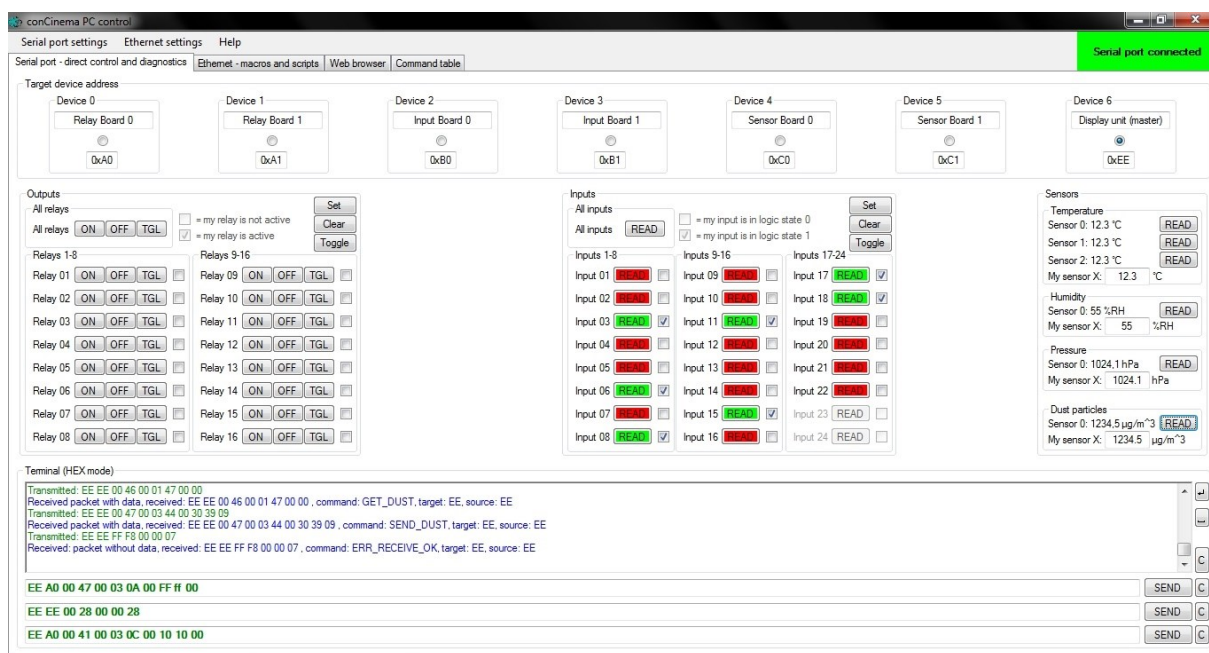 conCinema PC control
Serial port settings Ethernet settings Help
Serial port connected
Serial port - direct control and diagnostics Ethernet - macros and scripts Web browser Command table
Target device address
Device 0 Device 1 Device 2 Device 3 Device 4 Device 5 Device 6
Relay Board 0 Relay Board 1 Input Board 0 Input Board 1 Sensor Board 0 Sensor Board 1 Display unit (master)
0xA0 0xA1 0xB0 0xB1 0xC0 0xC1 0xEE
Outputs
All relays
All relays ON OFF TGL
= my relay is not active
= my relay is active
Set
Clear
Toggle
Relays 1-8 Relays 9-16
Relay 01 ON OFF TGL Relay 09 ON OFF TGL
Relay 02 ON OFF TGL Relay 10 ON OFF TGL
Relay 03 ON OFF TGL Relay 11 ON OFF TGL
Relay 04 ON OFF TGL Relay 12 ON OFF TGL
Relay 05 ON OFF TGL Relay 13 ON OFF TGL
Relay 06 ON OFF TGL Relay 14 ON OFF TGL
Relay 07 ON OFF TGL Relay 15 ON OFF TGL
Relay 08 ON OFF TGL Relay 16 ON OFF TGL
Inputs
All inputs
All inputs READ
= my input is in logic state 0
= my input is in logic state 1
Set
Clear
Toggle
Inputs 1-8 Inputs 9-16 Inputs 17-24
Input 01 READ Input 09 READ Input 17 READ
Input 02 READ Input 10 READ Input 18 READ
Input 03 READ Input 11 READ Input 19 READ
Input 04 READ Input 12 READ Input 20 READ
Input 05 READ Input 13 READ Input 21 READ
Input 06 READ Input 14 READ Input 22 READ
Input 07 READ Input 15 READ Input 23 READ
Input 08 READ Input 16 READ Input 24 READ
Sensors
Temperature
Sensor 0: 12.3 °C READ
Sensor 1: 12.3 °C READ
Sensor 2: 12.3 °C READ
My sensor X: 12.3 °C
Humidity
Sensor 0: 55 %RH READ
My sensor X: 55 %RH
Pressure
Sensor 0: 1024,1 hPa READ
My sensor X: 1024.1 hPa
Dust particles
Sensor 0: 1234,5 µg/m^3 READ
My sensor X: 1234.5 µg/m^3
Terminal (HEX mode)
Transmitted: EE EE 00 46 00 01 47 00 00
Received packet with data, received: EE EE 00 46 00 01 47 00 00 , command: GET_DUST, target: EE, source: EE
Transmitted: EE EE 00 47 00 03 44 00 30 39 09
Received packet with data, received: EE EE 00 47 00 03 44 00 30 39 09 , command: SEND_DUST, target: EE, source: EE
Transmitted: EE EE FF F8 00 00 07
Received: packet without data, received: EE EE FF F8 00 00 07 , command: ERR_RECEIVE_OK, target: EE, source: EE
C
EE A0 00 47 00 03 0A 00 FF ff 00 SEND C
EE EE 00 28 00 00 28 SEND C
EE A0 00 41 00 03 0C 00 10 10 00 SEND C